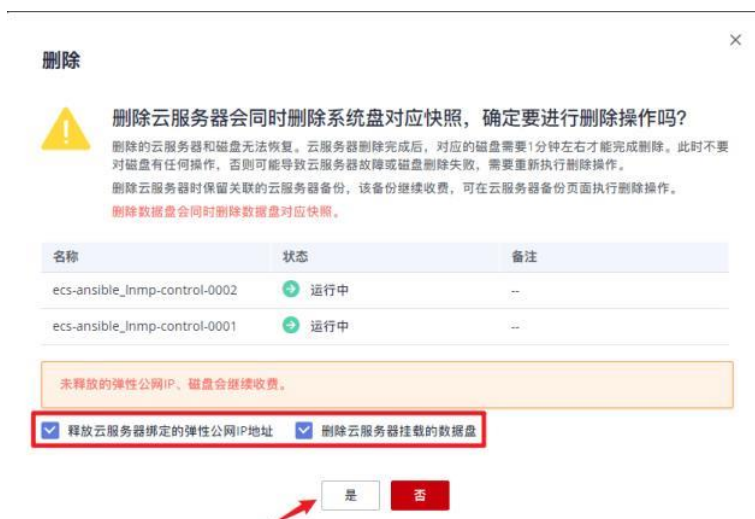 删除
删除云服务器会同时删除系统盘对应快照，确定要进行删除操作吗?
删除的云服务器和磁盘无法恢复。云服务器删除完成后，对应的磁盘需要1分钟左右才能完成删除。此时不要
对磁盘有任何操作，否则可能导致云服务器故障或磁盘删除失败，需要重新执行删除操作。
删除云服务器时保留关联的云服务器备份，该备份继续收费，可在云服务器备份页面执行删除操作。
删除数据盘会同时删除数据盘对应快照。
名称 状态 备注
ecs-ansible_lnmp-control-0002 运行中 --
ecs-ansible_lnmp-control-0001 运行中 --
未释放的弹性公网IP、磁盘会继续收费。
释放云服务器绑定的弹性公网IP地址 删除云服务器挂载的数据盘
是 否